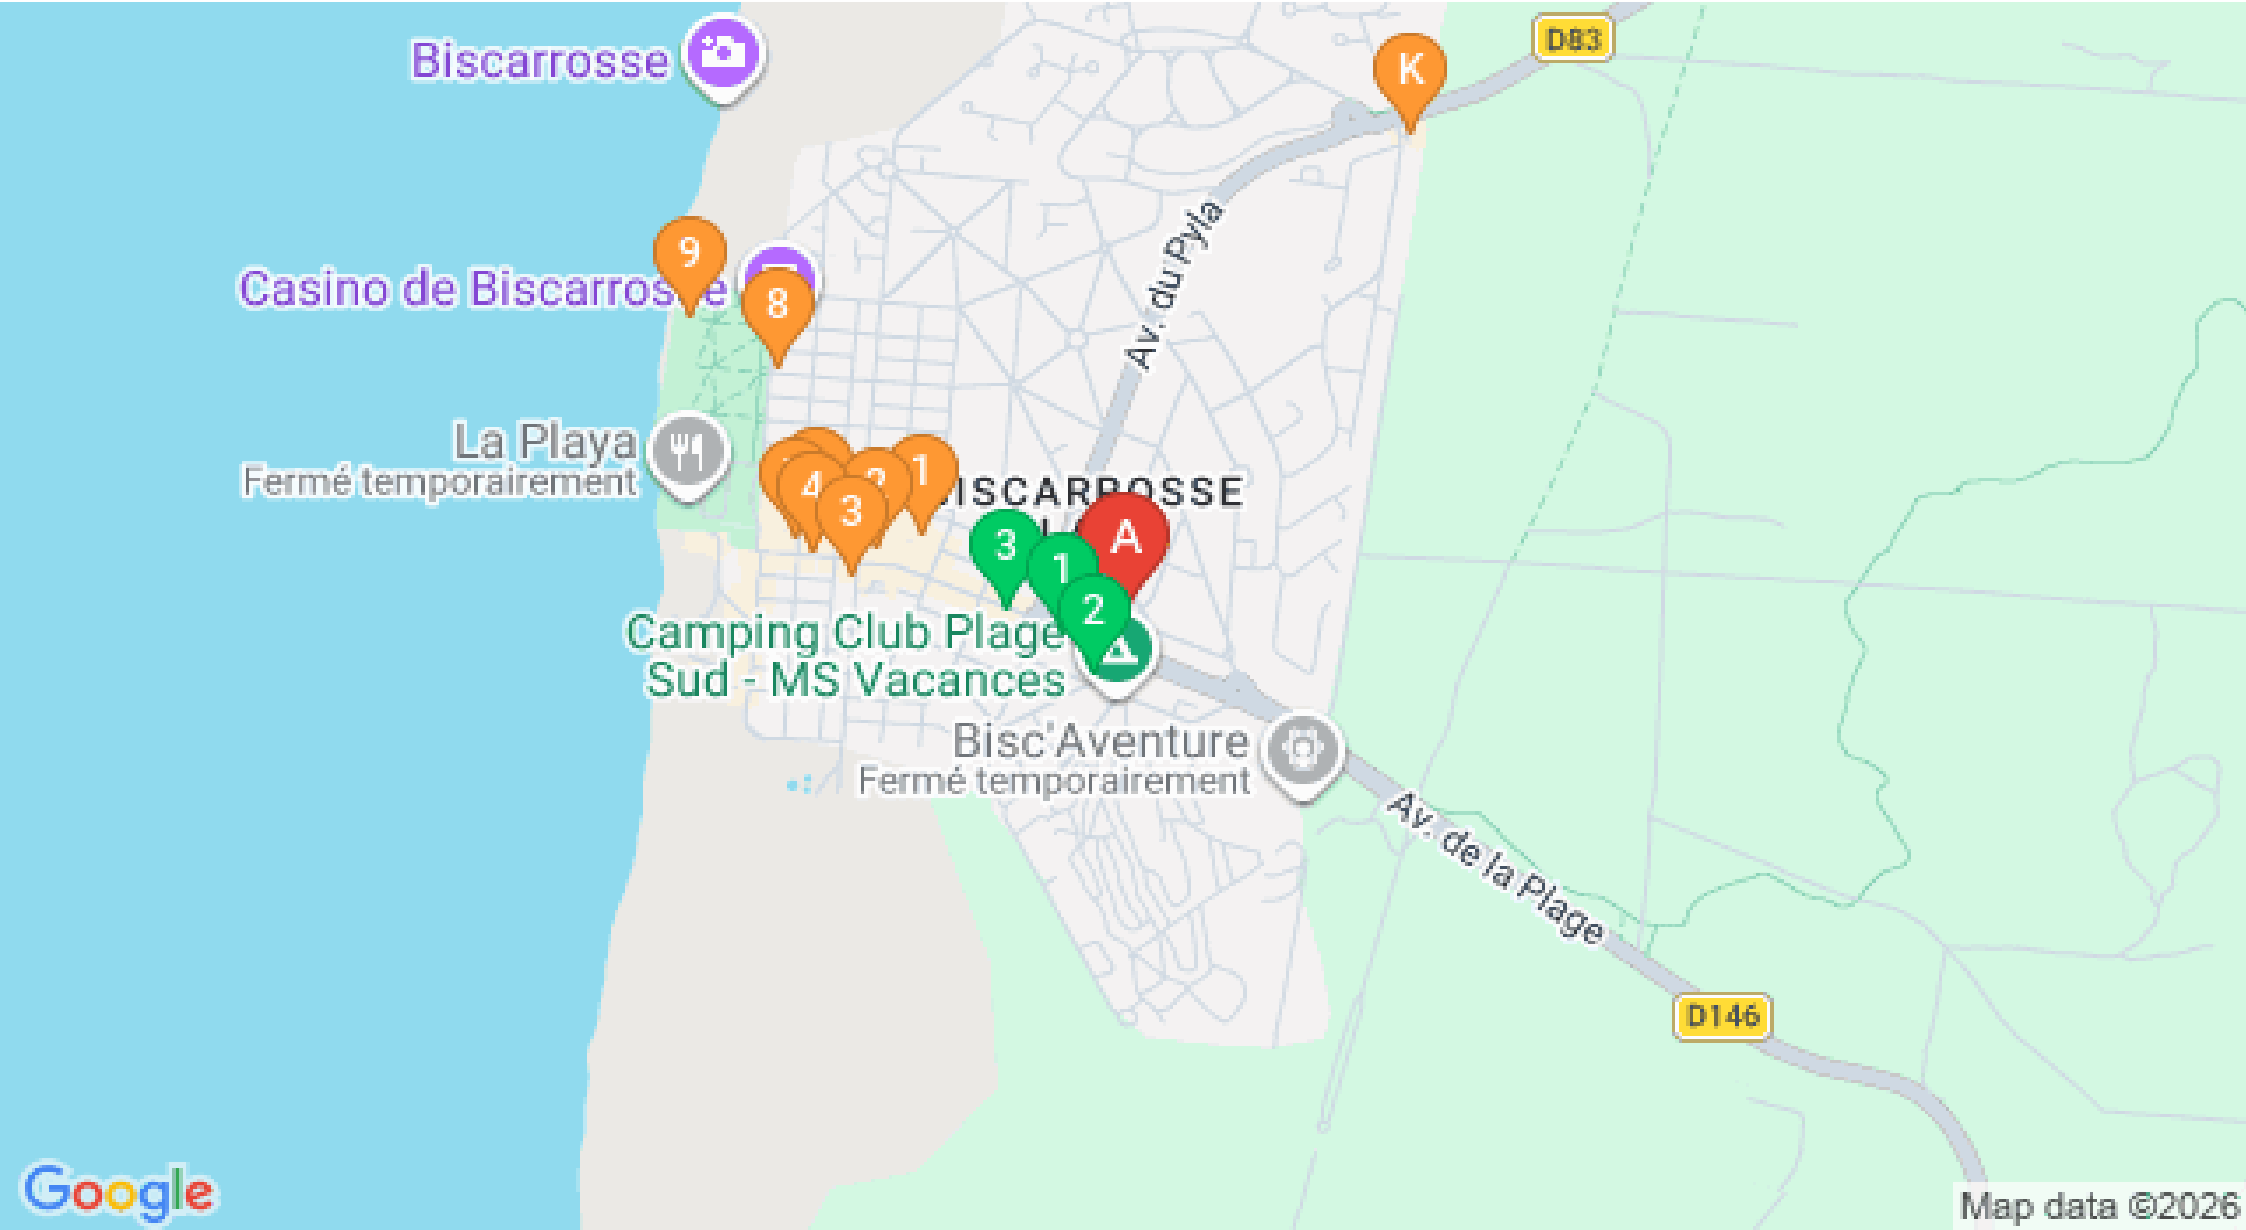 Biscarrosse
D83
K
9
Casino de Biscarrosse
8
Av. du Pyla
La Playa
Fermé temporairement
4
2
1
3
BISCARROSSE
3
1
A
2
Camping Club Plage
Sud - MS Vacances
Bisc'Aventure
Fermé temporairement
Av. de la Plage
D146
Google
Map data ©2026